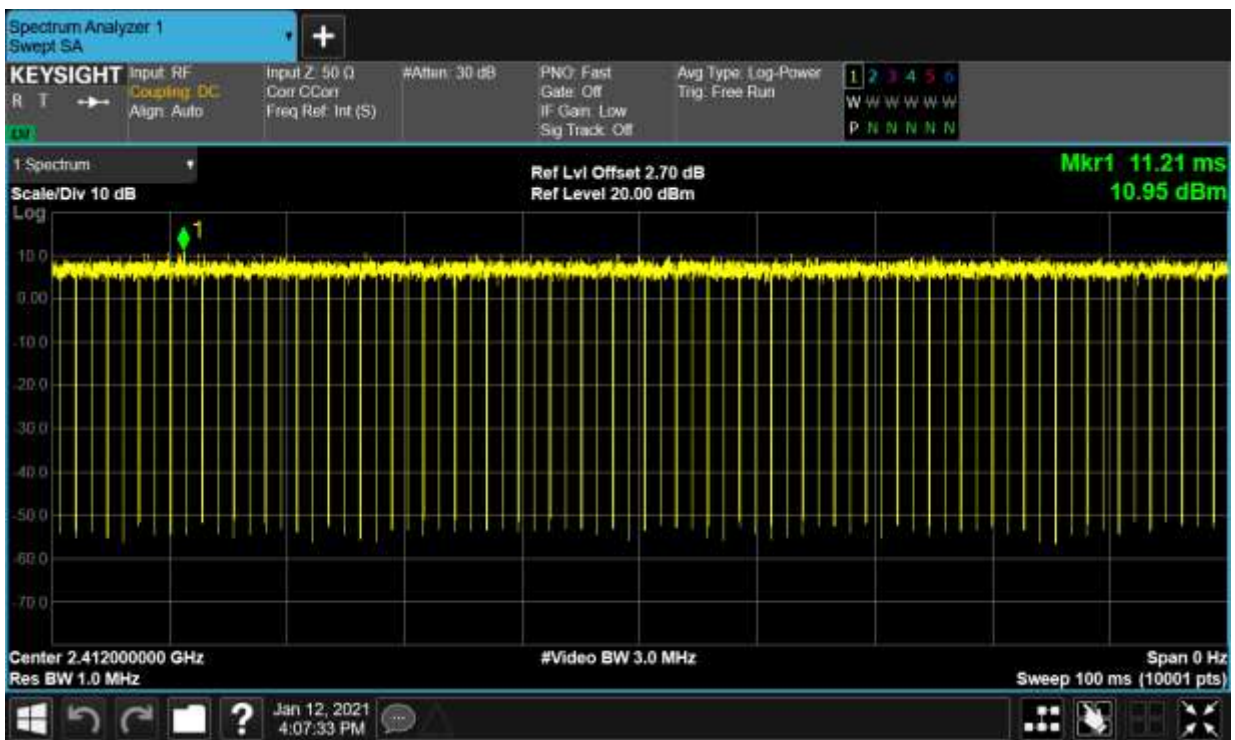 Spectrum Analyzer 1
Swept SA
+
KEYSIGHT Input: RF Input Z: 50 Ω #Atten: 30 dB PNO: Fast Avg Type: Log-Power 1 2 3 4 5 6
R T Coupling: DC Corr CCorr Gate: Off Trig: Free Run W W W W W W
Align: Auto Freq Ref: Int (S) IF Gain: Low
Sig Track: Off P N N N N N
1 Spectrum Ref Lvl Offset 2.70 dB Mkr1 11.21 ms
Scale/Div 10 dB Ref Level 20.00 dBm 10.95 dBm
Log
1
10.0
0.00
-10.0
-20.0
-30.0
-40.0
-50.0
-60.0
-70.0
Center 2.412000000 GHz #Video BW 3.0 MHz Span 0 Hz
Res BW 1.0 MHz Sweep 100 ms (10001 pts)
? Jan 12, 2021
4:07:33 PM